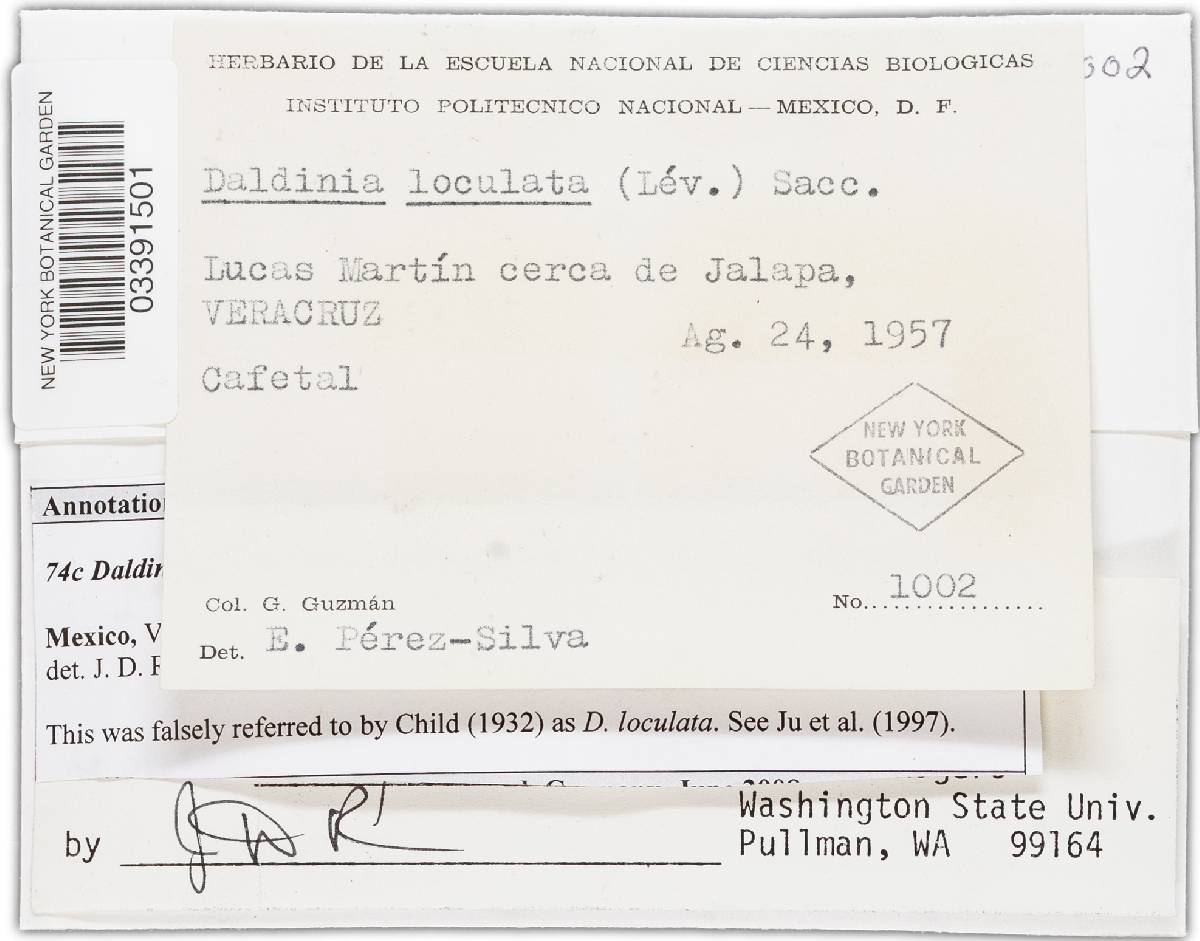 HERBARIO DE LA ESCUELA NACIONAL DE CIENCIAS BIOLOGICAS
INSTITUTO POLITECNICO NACIONAL — MEXICO, D. F.
002
NEW YORK BOTANICAL GARDEN
03391501
Daldinia loculata (Lév.) Sacc.
Lucas Martín cerca de Jalapa,
VERACRUZ
Ag. 24, 1957
Cafetal
NEW YORK
BOTANICAL
GARDEN
Col. G. Guzmán
No. 1002
Det. E. Pérez-Silva
Annotatio
74c Daldin
Mexico, V
det. J. D. R
This was falsely referred to by Child (1932) as D. loculata. See Ju et al. (1997).
by JDR
Washington State Univ.
Pullman, WA 99164